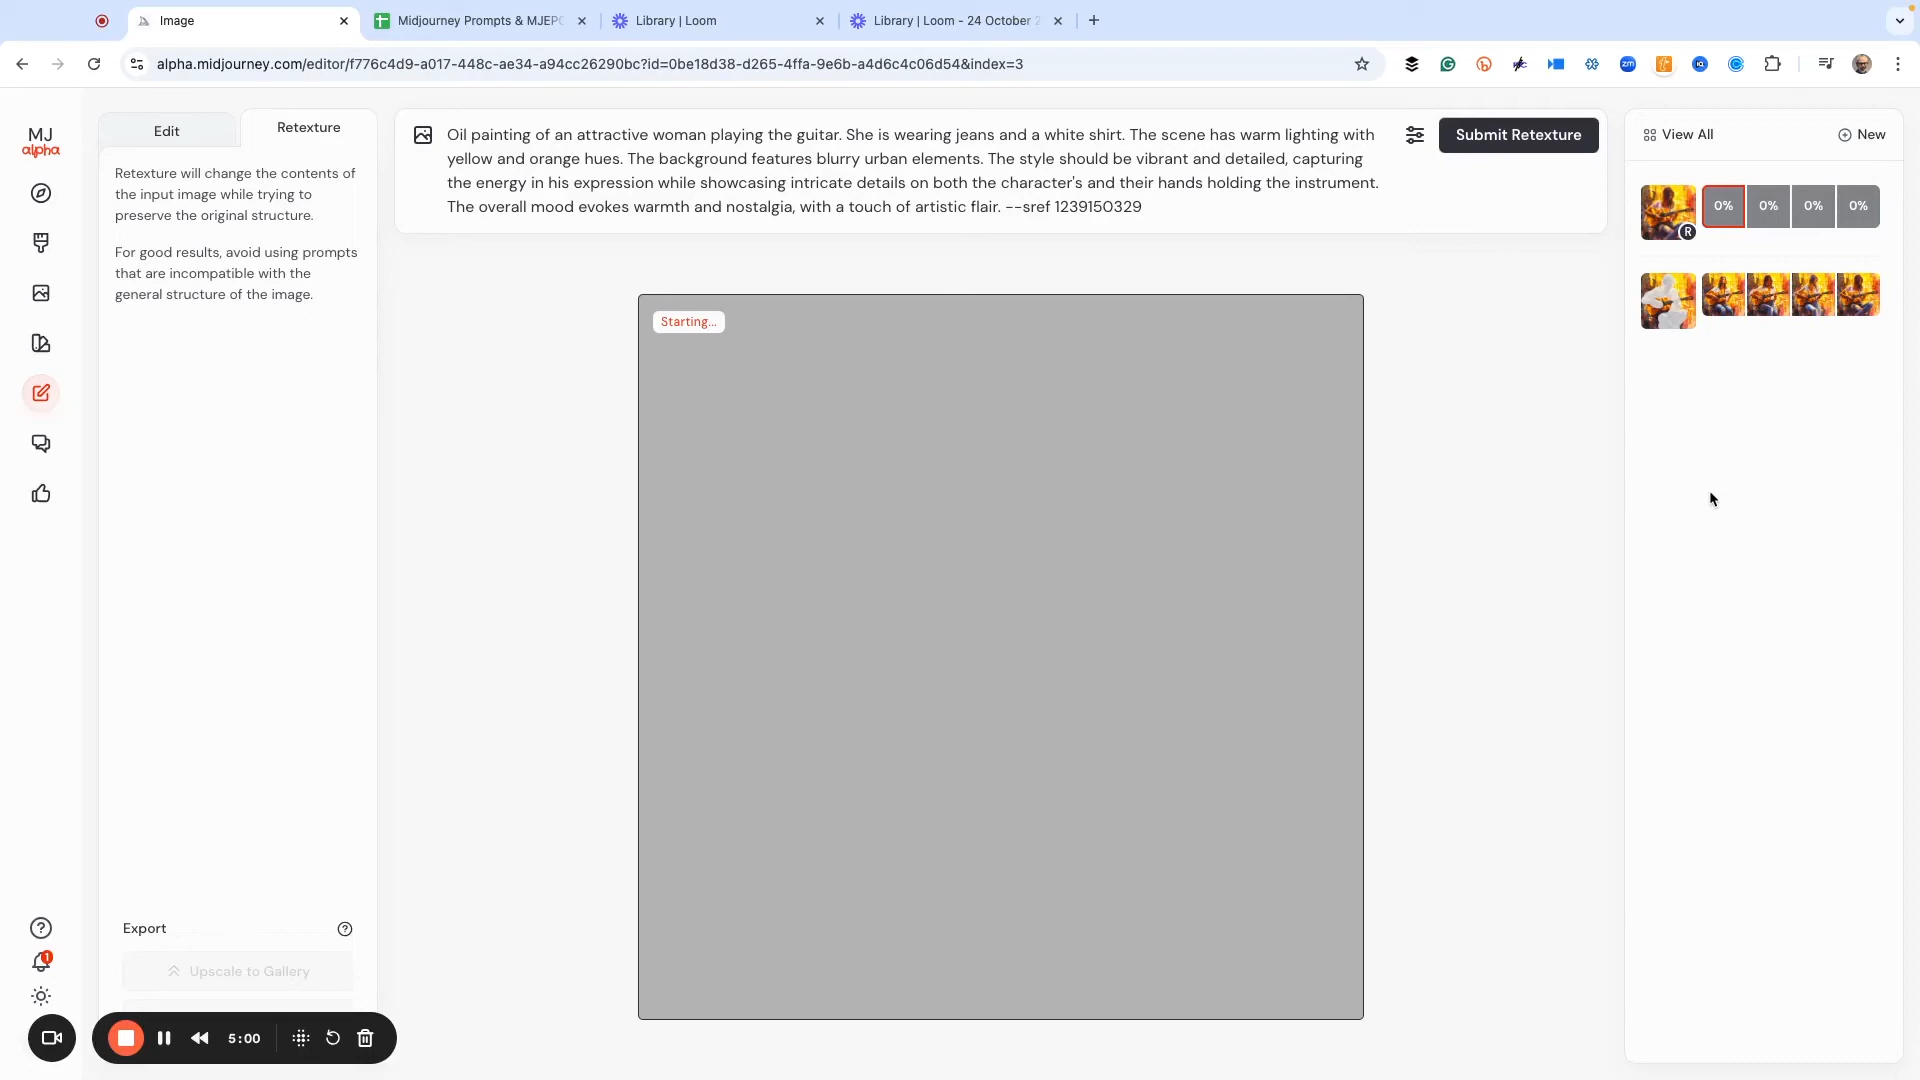 Image
Midjourney Prompts & MJEPC
Library | Loom
Library | Loom - 24 October 2
alpha.midjourney.com/editor/f776c4d9-a017-448c-ae34-a94cc26290bc?id=0be18d38-d265-4ffa-9e6b-a4d6c4c06d54&index=3
MJ
alpha
Edit
Retexture
Retexture will change the contents of
the input image while trying to
preserve the original structure.
For good results, avoid using prompts
that are incompatible with the
general structure of the image.
Oil painting of an attractive woman playing the guitar. She is wearing jeans and a white shirt. The scene has warm lighting with
yellow and orange hues. The background features blurry urban elements. The style should be vibrant and detailed, capturing
the energy in his expression while showcasing intricate details on both the character's and their hands holding the instrument.
The overall mood evokes warmth and nostalgia, with a touch of artistic flair. --sref 1239150329
Submit Retexture
View All
New
R
0%
0%
0%
0%
Starting...
Export
Upscale to Gallery
1
5:00